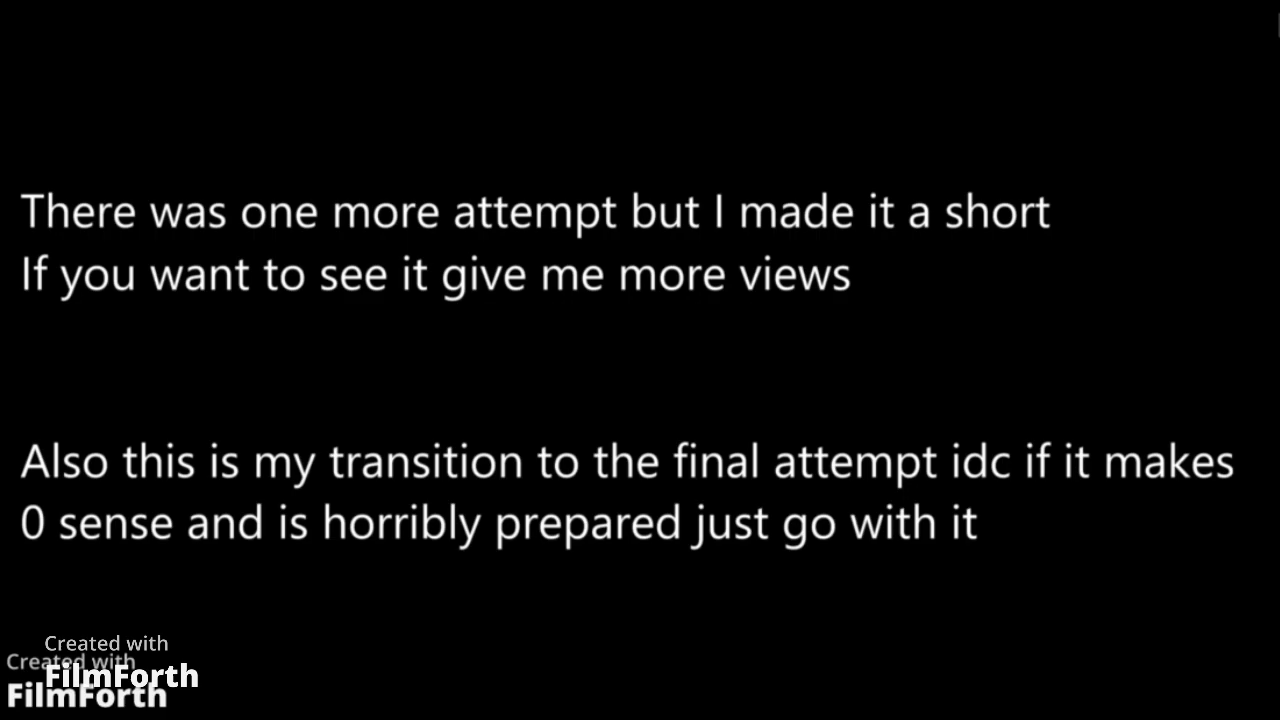 There was one more attempt but I made it a short
If you want to see it give me more views
Also this is my transition to the final attempt idc if it makes
0 sense and is horribly prepared just go with it
Created with
FilmForth
Created with
FilmForth